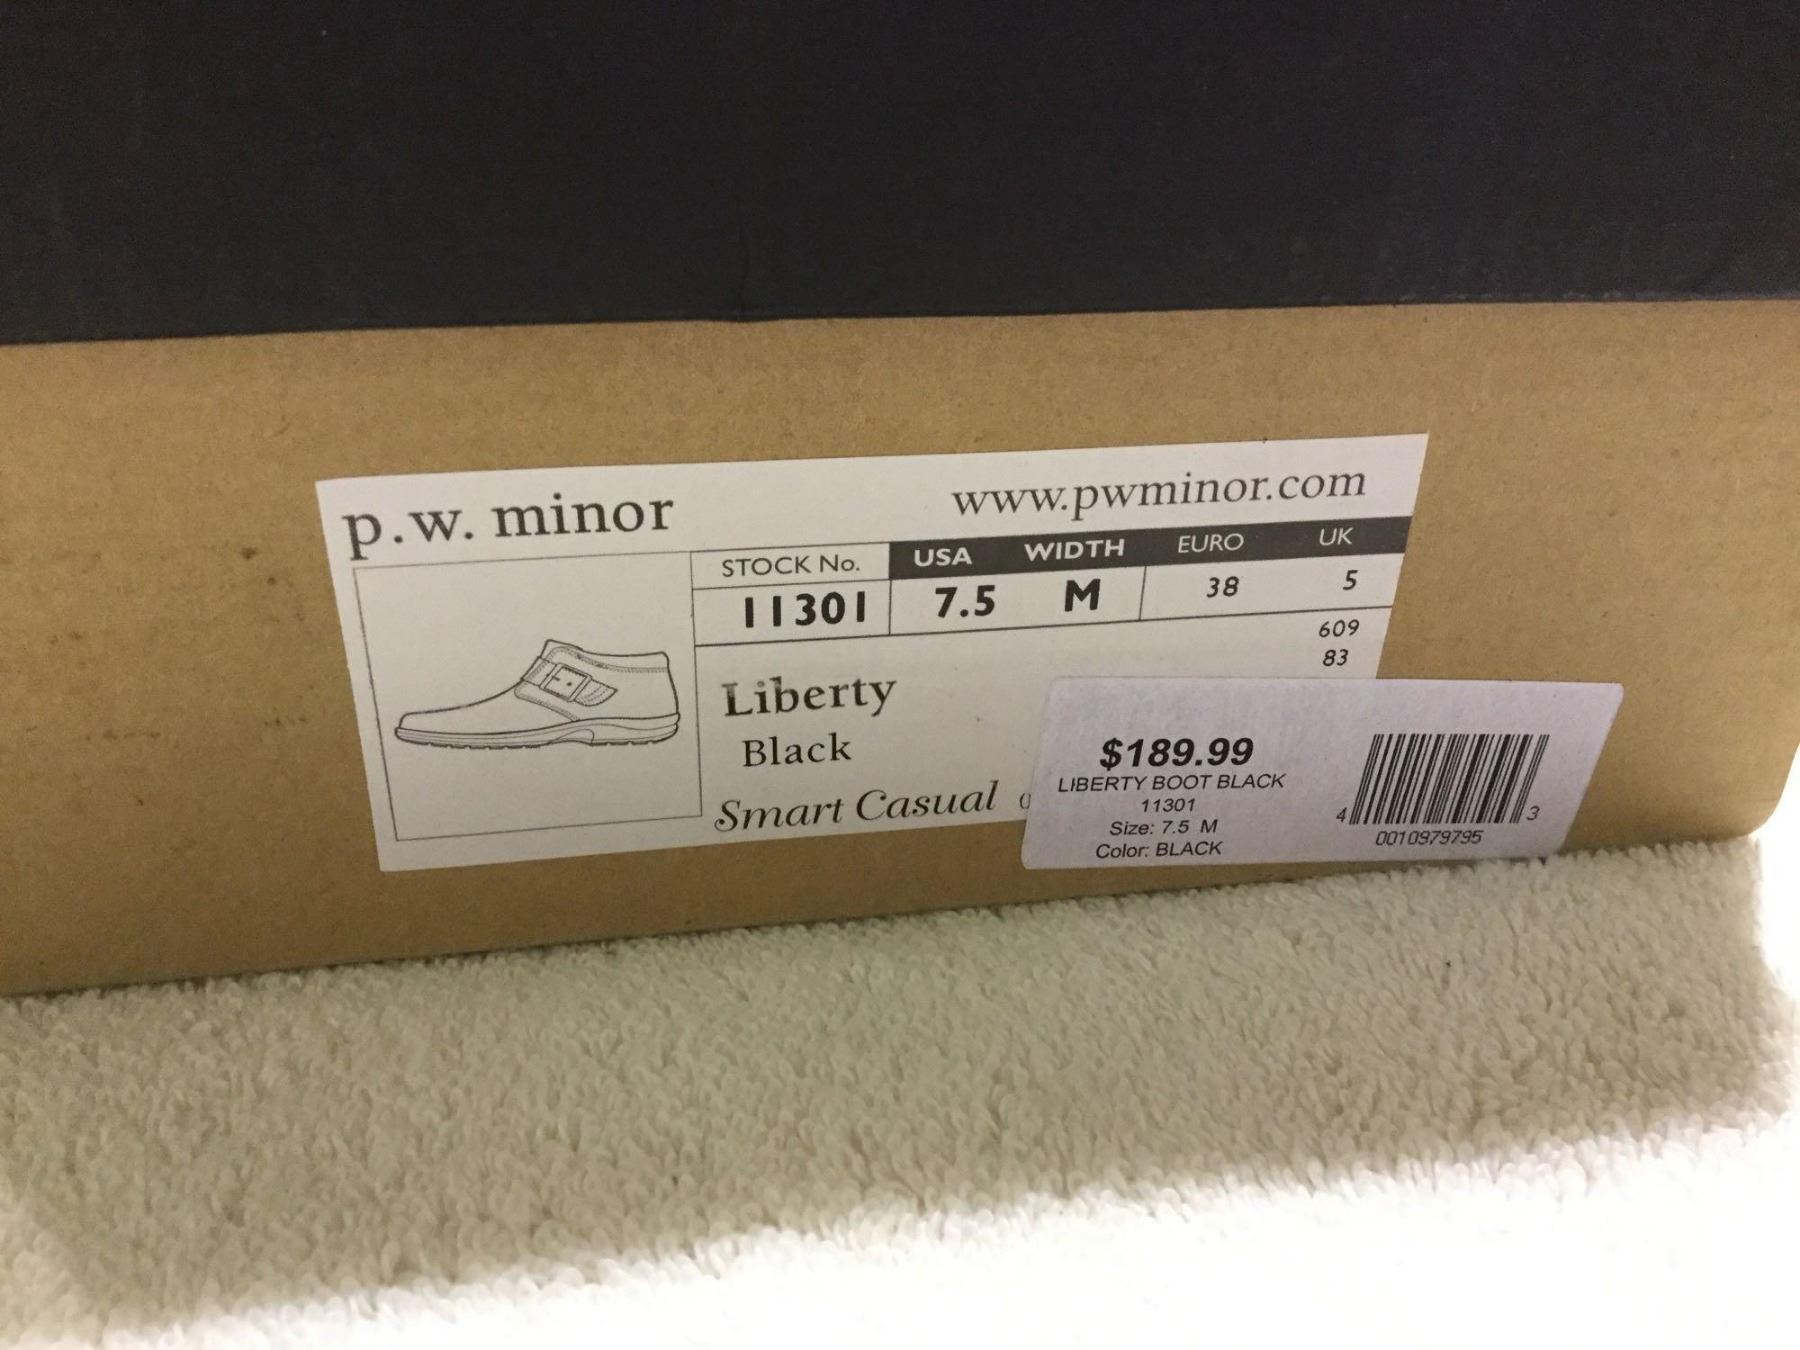 p.w. minor
www.pwminor.com
STOCK No. USA WIDTH EURO UK
11301 7.5 M 38 5
609
83
Liberty
Black
Smart Casual
$189.99
LIBERTY BOOT BLACK
11301
Size: 7.5 M
Color: BLACK
4 3
0010979795